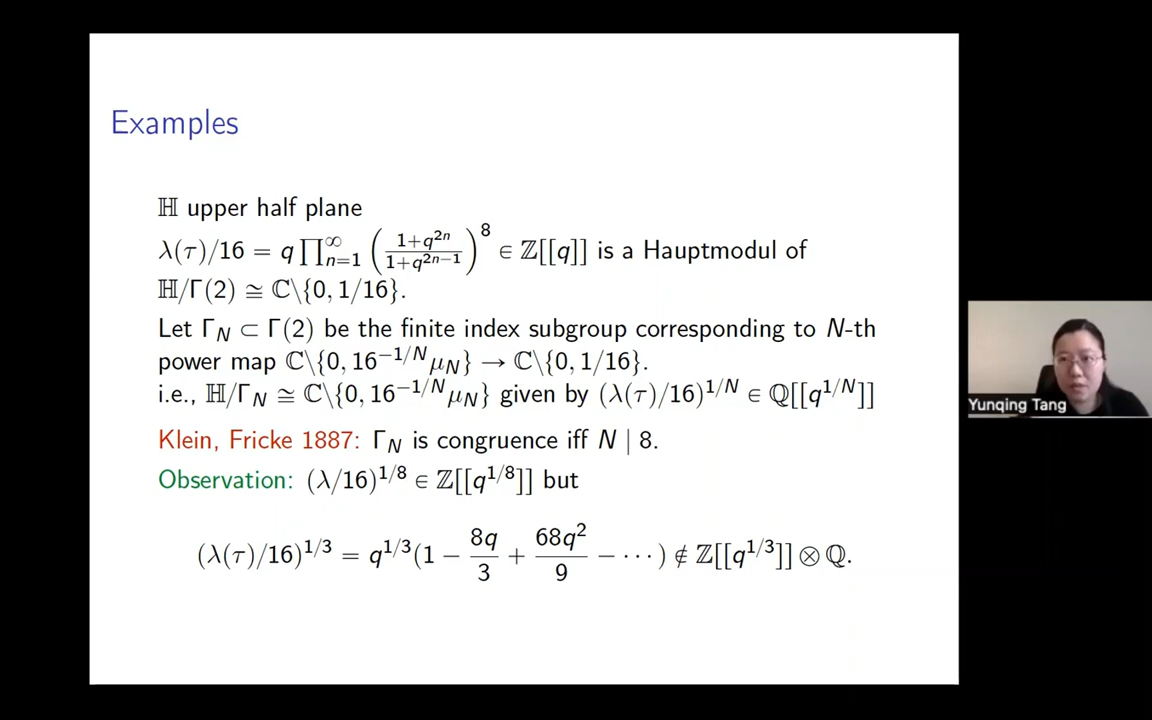 Examples
ℍ upper half plane
λ(τ)/16 = q ∏_{n=1}^{∞} ( (1+q^{2n}) / (1+q^{2n−1}) )^8 ∈ ℤ[[q]] is a Hauptmodul of
ℍ/Γ(2) ≅ ℂ\{0, 1/16}.
Let Γ_N ⊂ Γ(2) be the finite index subgroup corresponding to N-th
power map ℂ\{0, 16^{−1/N}μ_N} → ℂ\{0, 1/16}.
i.e., ℍ/Γ_N ≅ ℂ\{0, 16^{−1/N}μ_N} given by (λ(τ)/16)^{1/N} ∈ ℚ[[q^{1/N}]]
Klein, Fricke 1887: Γ_N is congruence iff N | 8.
Observation: (λ/16)^{1/8} ∈ ℤ[[q^{1/8}]] but
(λ(τ)/16)^{1/3} = q^{1/3}(1 − 8q/3 + 68q^2/9 − ⋯) ∉ ℤ[[q^{1/3}]] ⊗ ℚ.
Yunqing Tang